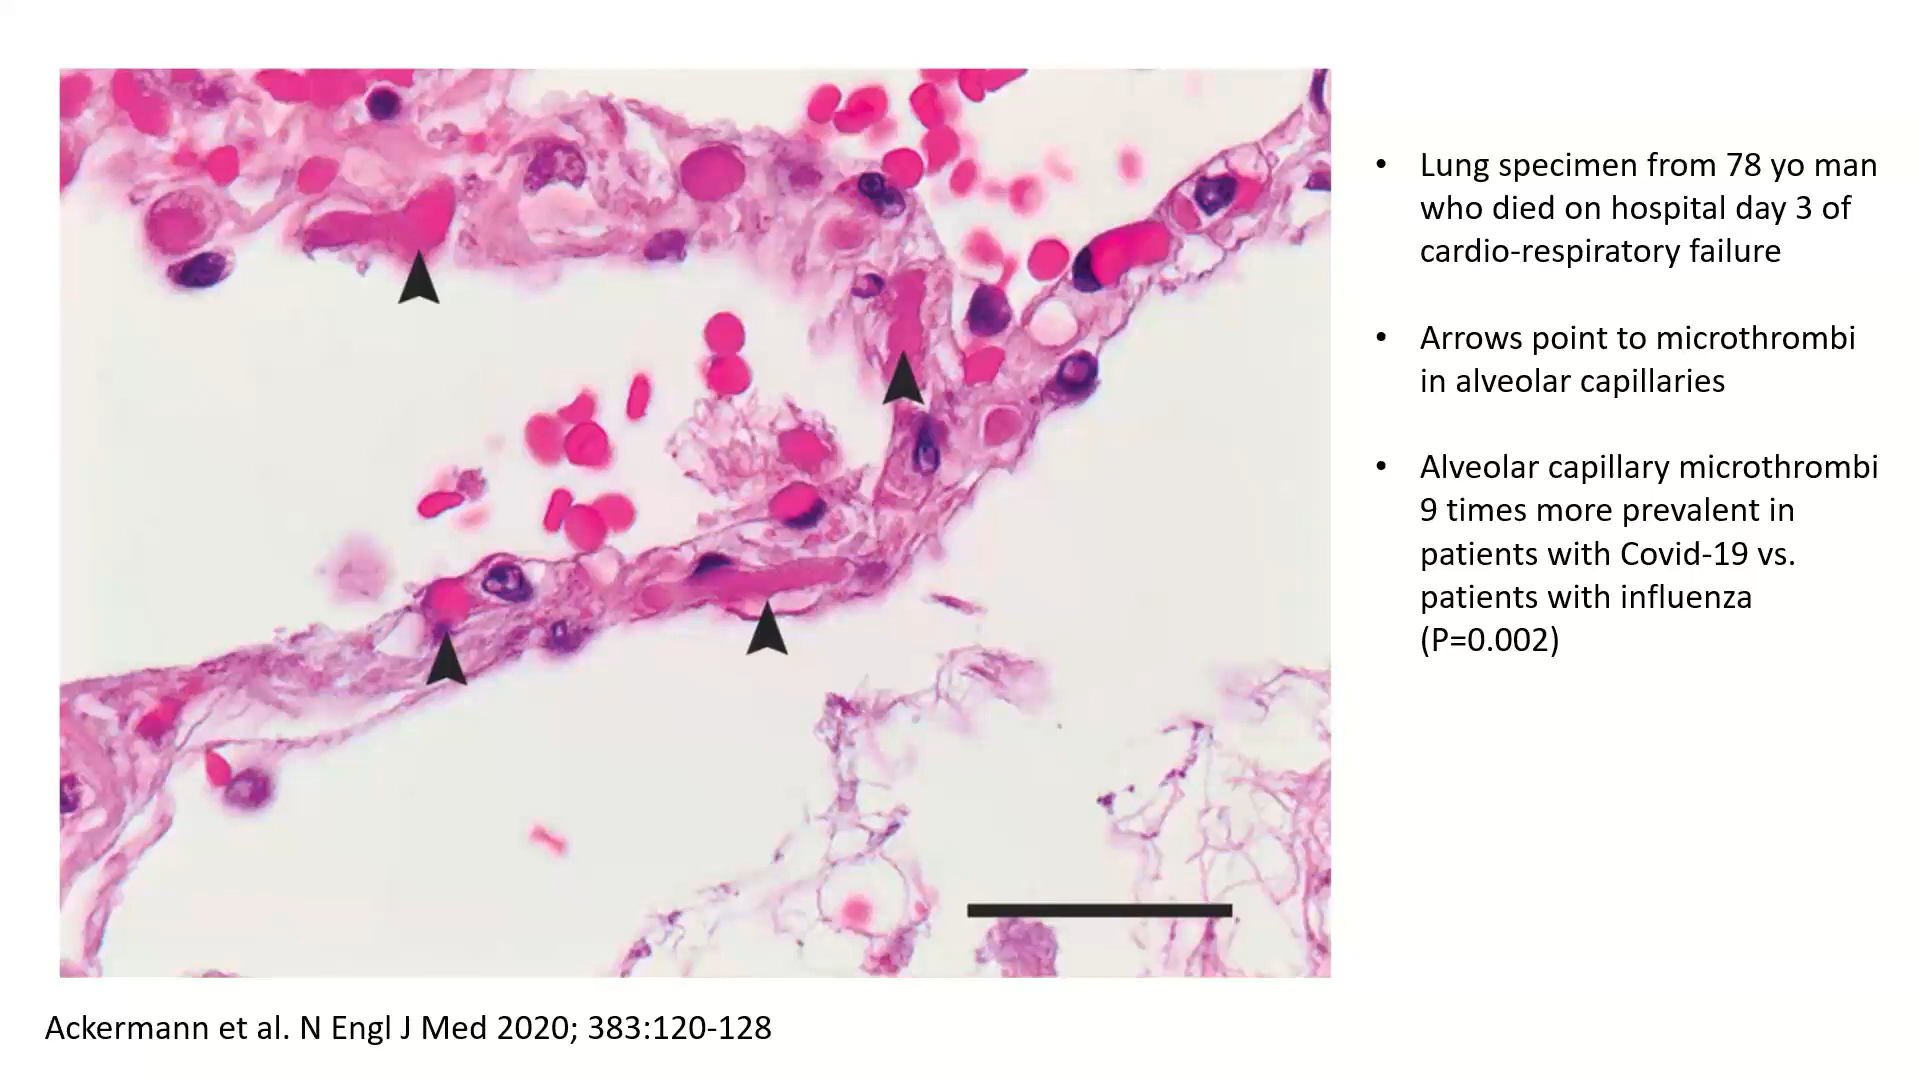 • Lung specimen from 78 yo man
who died on hospital day 3 of
cardio-respiratory failure
• Arrows point to microthrombi
in alveolar capillaries
• Alveolar capillary microthrombi
9 times more prevalent in
patients with Covid-19 vs.
patients with influenza
(P=0.002)
Ackermann et al. N Engl J Med 2020; 383:120-128